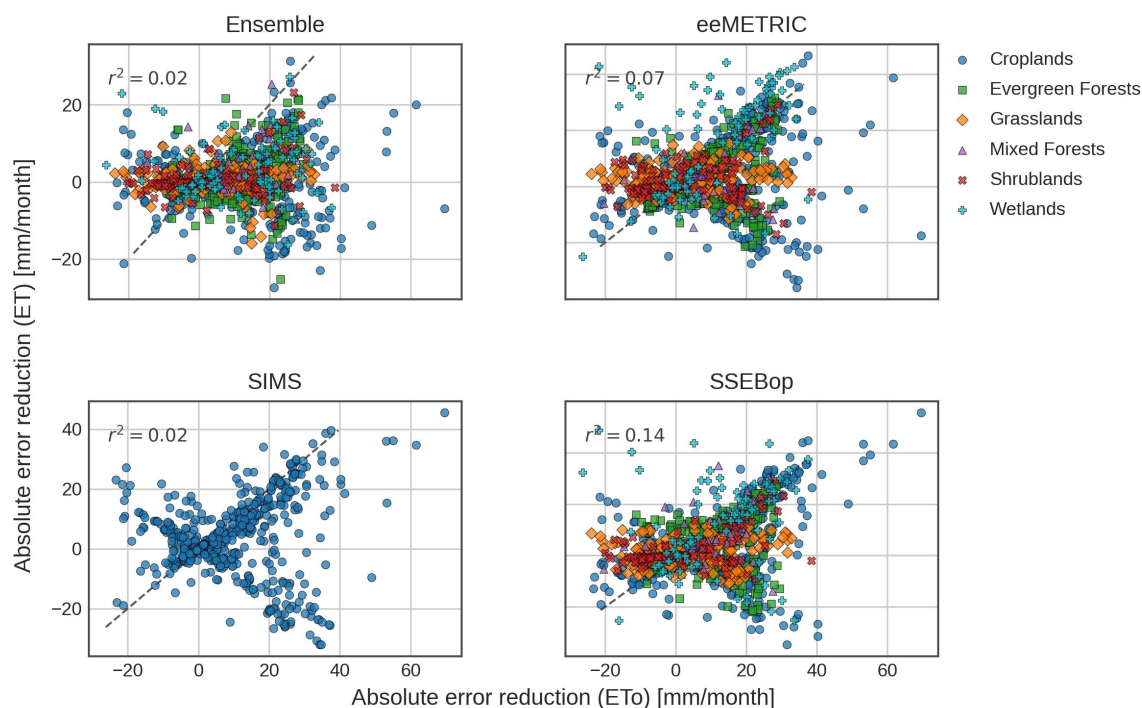 Ensemble
eeMETRIC
r² = 0.02
r² = 0.07
20
0
−20
Croplands
Evergreen Forests
Grasslands
Mixed Forests
Shrublands
Wetlands
Absolute error reduction (ET) [mm/month]
SIMS
SSEBop
r² = 0.02
r² = 0.14
40
20
0
−20
−20 0 20 40 60
−20 0 20 40 60
Absolute error reduction (ETo) [mm/month]